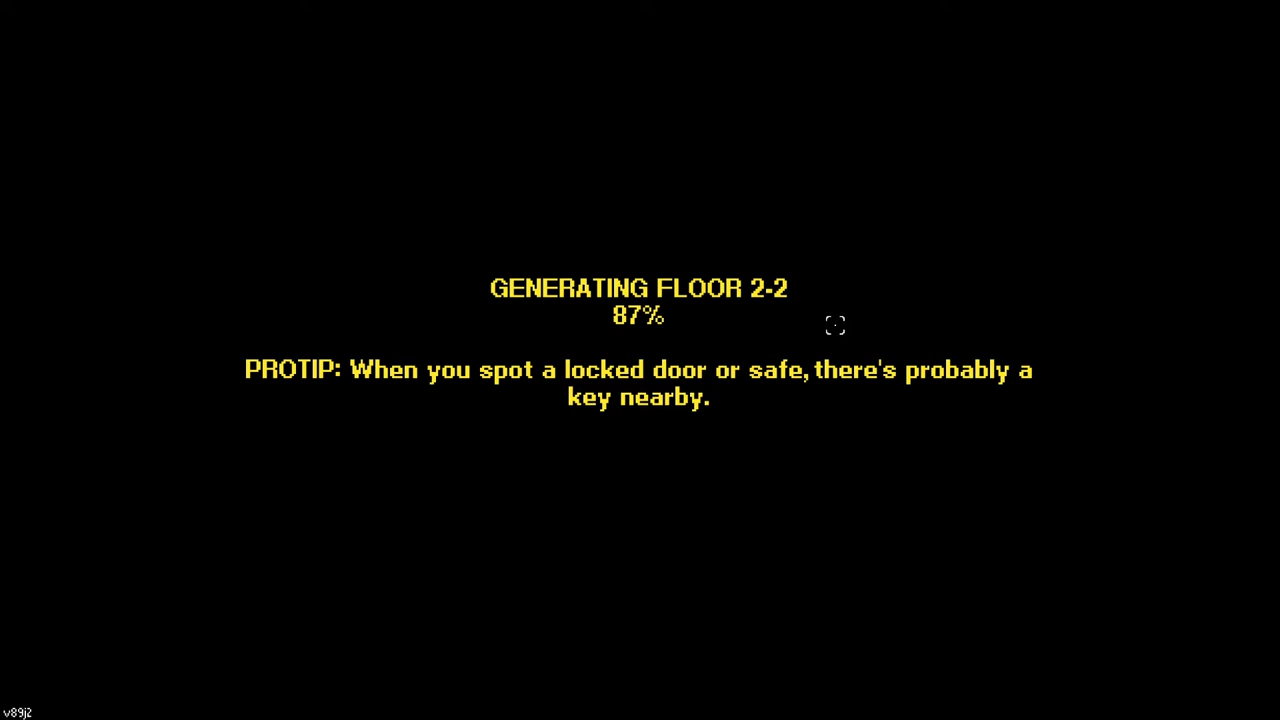 GENERATING FLOOR 2-2
87%
PROTIP: When you spot a locked door or safe, there's probably a
key nearby.
v89j2